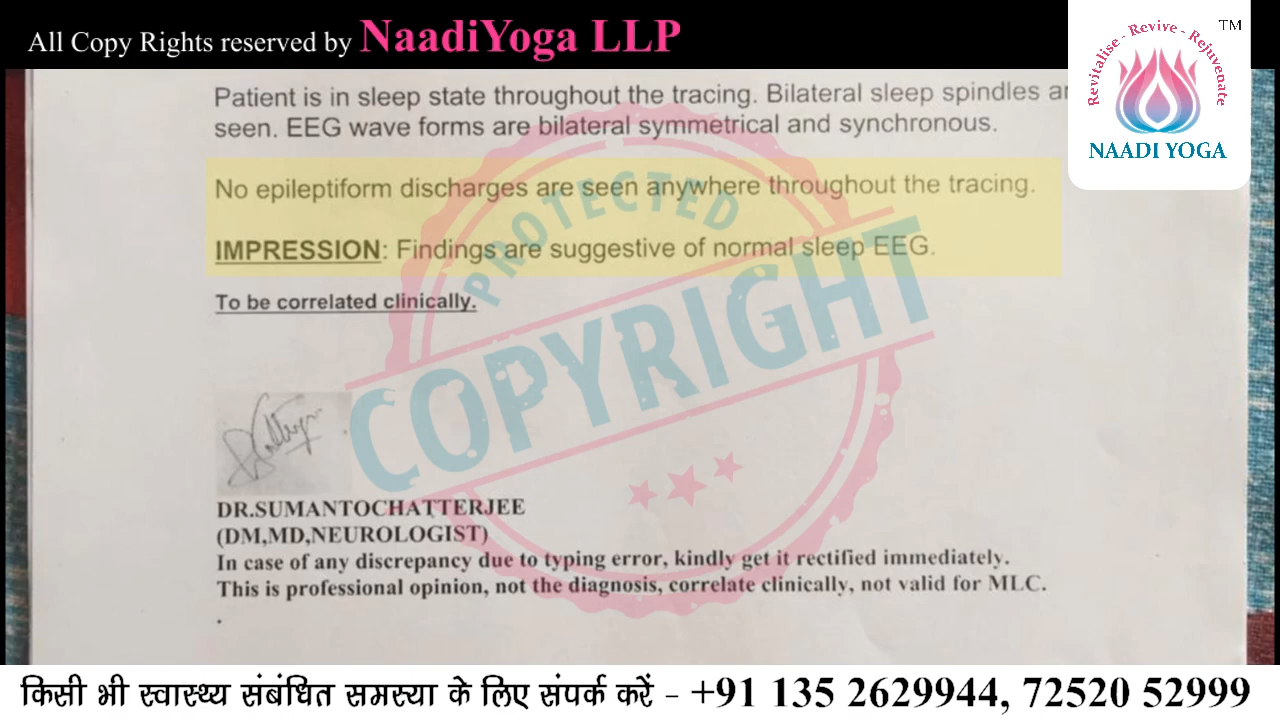 All Copy Rights reserved by NaadiYoga LLP
Revitalise - Revive - Rejuvenate
TM
NAADI YOGA
Patient is in sleep state throughout the tracing. Bilateral sleep spindles
seen. EEG wave forms are bilateral symmetrical and synchronous.
No epileptiform discharges are seen anywhere throughout the tracing.
IMPRESSION: Findings are suggestive of normal sleep EEG.
To be correlated clinically.
PROTECTED
COPYRIGHT
DR.SUMANTOCHATTERJEE
(DM,MD,NEUROLOGIST)
In case of any discrepancy due to typing error, kindly get it rectified immediately.
This is professional opinion, not the diagnosis, correlate clinically, not valid for MLC.
.
किसी भी स्वास्थ्य संबंधित समस्या के लिए संपर्क करें - +91 135 2629944, 72520 52999